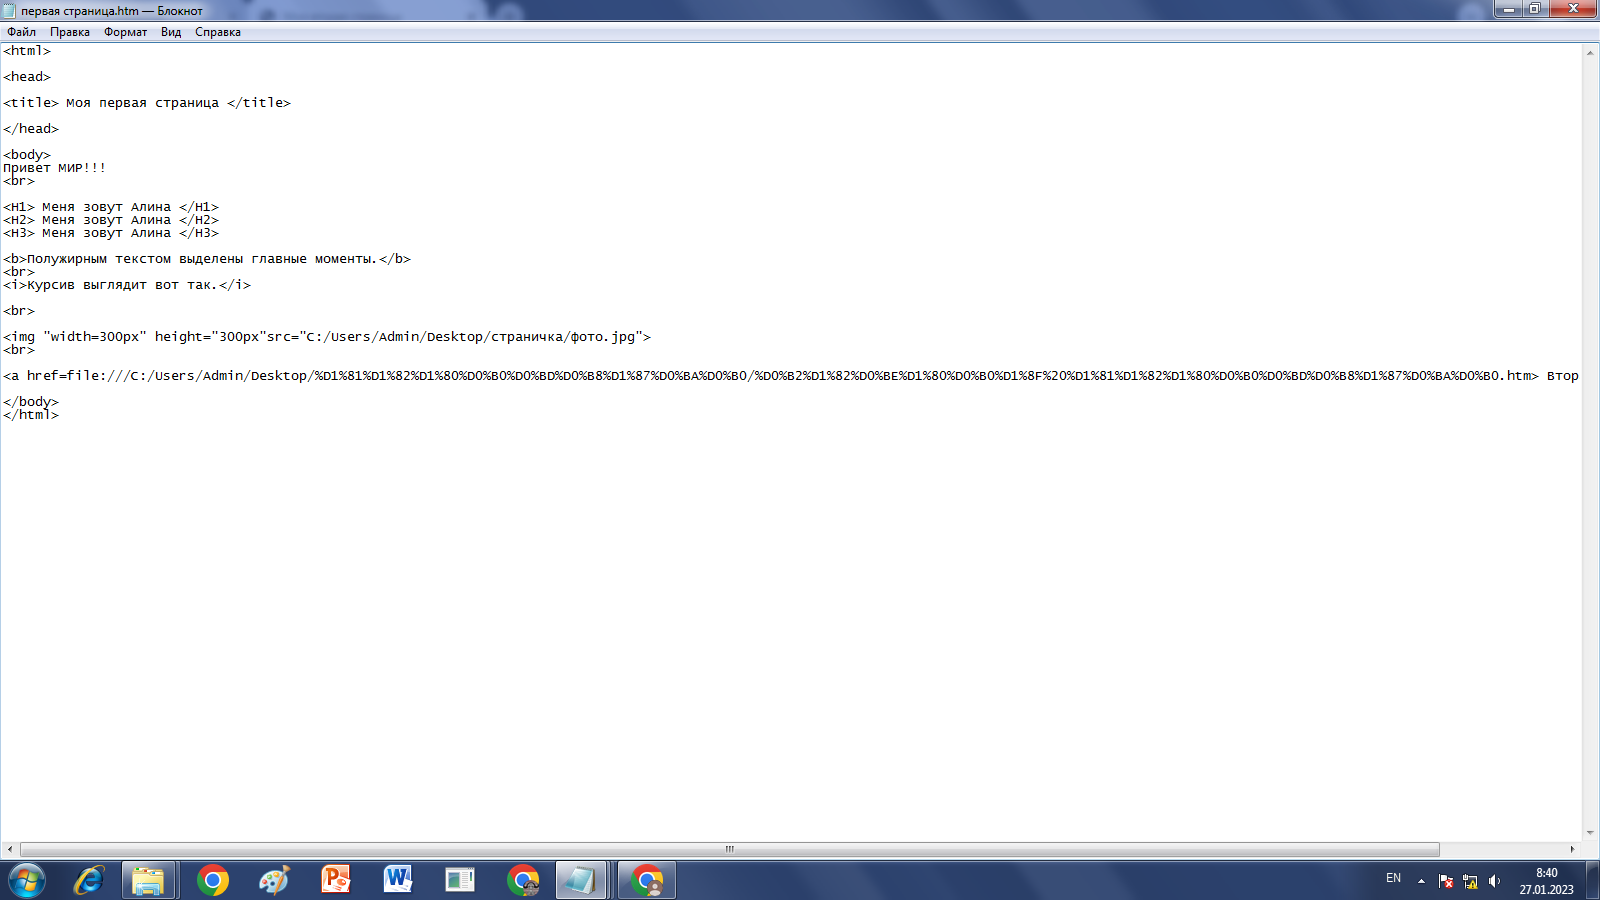 первая страница.htm — Блокнот
Файл Правка Формат Вид Справка
<html>
<head>
<title> Моя первая страница </title>
</head>
<body>
Привет МИР!!!
<br>
<H1> Меня зовут Алина </H1>
<H2> Меня зовут Алина </H2>
<H3> Меня зовут Алина </H3>
<b>Полужирным текстом выделены главные моменты.</b>
<br>
<i>Курсив выглядит вот так.</i>
<br>
<img "width=300px" height="300px"src="C:/Users/Admin/Desktop/страничка/фото.jpg">
<br>
<a href=file:///C:/Users/Admin/Desktop/%D1%81%D1%82%D1%80%D0%B0%D0%BD%D0%B8%D1%87%D0%BA%D0%B0/%D0%B2%D1%82%D0%BE%D1%80%D0%B0%D1%8F%20%D1%81%D1%82%D1%80%D0%B0%D0%BD%D0%B8%D1%87%D0%BA%D0%B0.htm> Втор
</body>
</html>
EN
8:40
27.01.2023